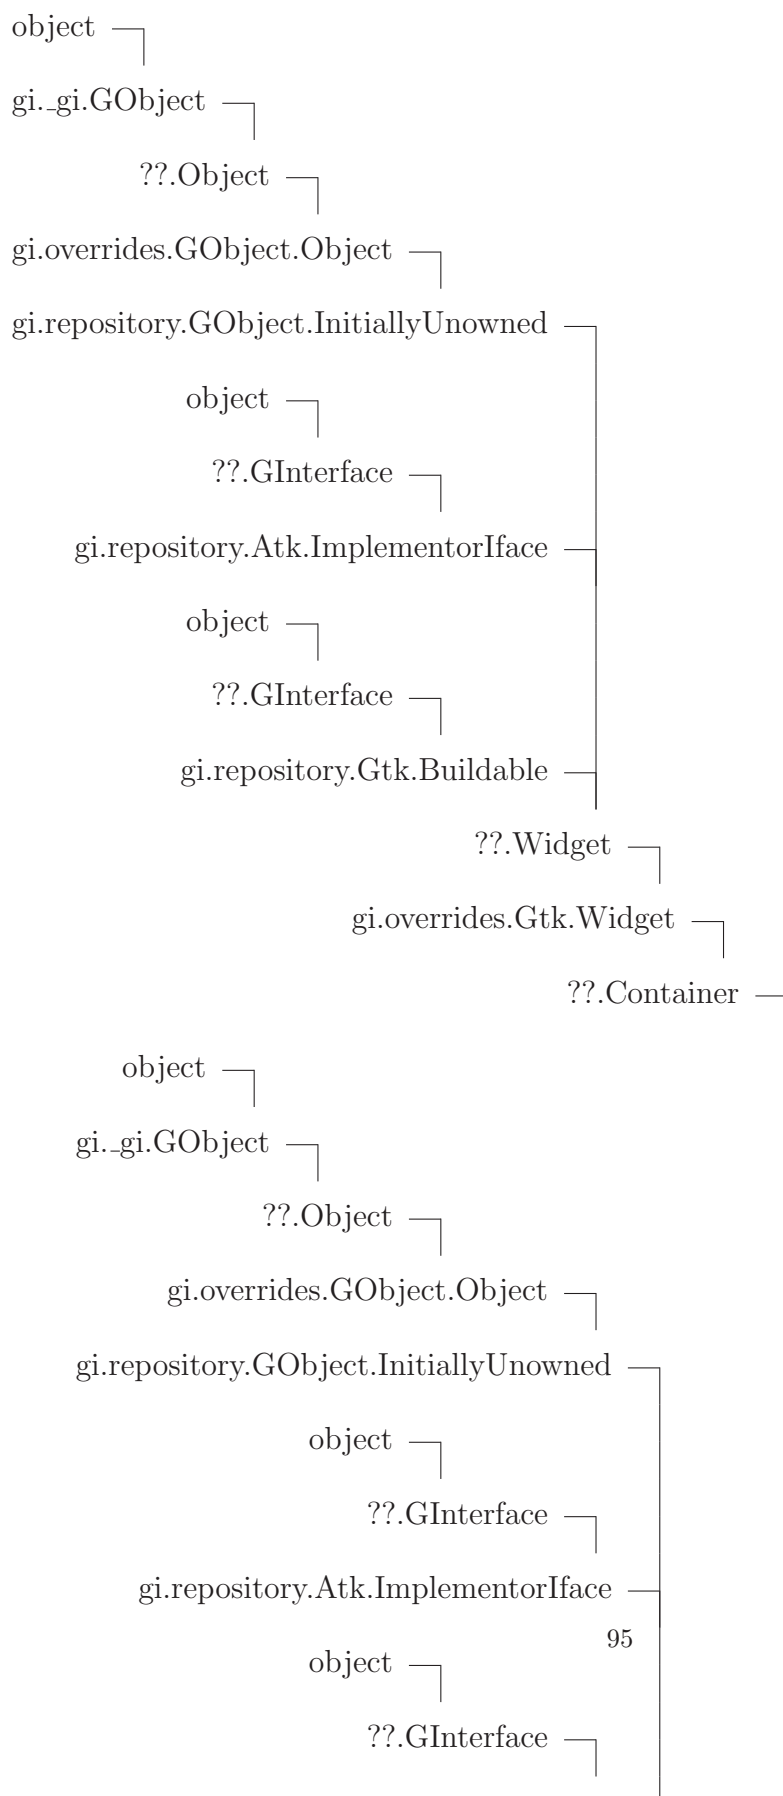 object
gi._gi.GObject
??.Object
gi.overrides.GObject.Object
gi.repository.GObject.InitiallyUnowned
object
??.GInterface
gi.repository.Atk.ImplementorIface
object
??.GInterface
gi.repository.Gtk.Buildable
??.Widget
gi.overrides.Gtk.Widget
??.Container
object
gi._gi.GObject
??.Object
gi.overrides.GObject.Object
gi.repository.GObject.InitiallyUnowned
object
??.GInterface
gi.repository.Atk.ImplementorIface
95
object
??.GInterface